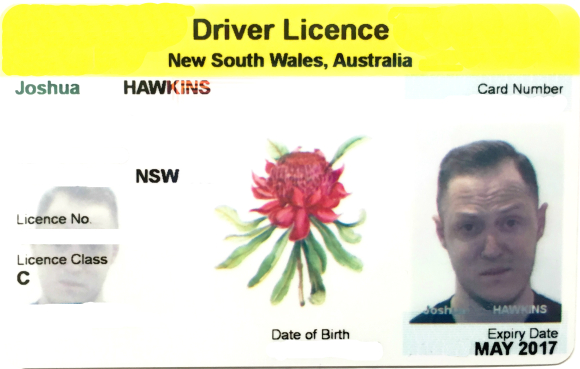 Driver Licence
New South Wales, Australia
Joshua HAWKINS
Card Number
NSW
Licence No.
Licence Class
C
Joshua HAWKINS
Date of Birth
Expiry Date
MAY 2017